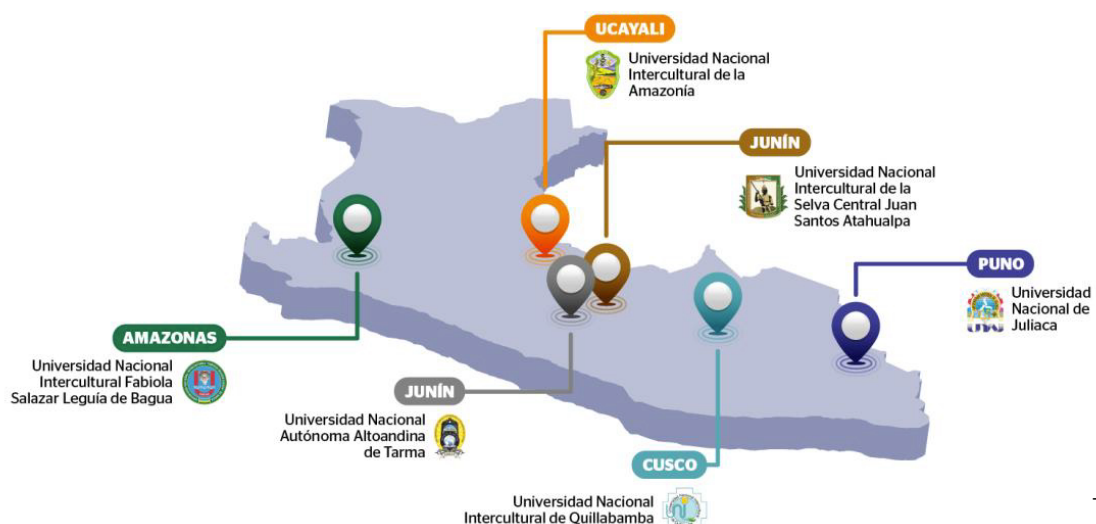 UCAYALI
Universidad Nacional
Intercultural de la
Amazonía
JUNÍN
Universidad Nacional
Intercultural de la
Selva Central Juan
Santos Atahualpa
PUNO
Universidad
Nacional de
Juliaca
AMAZONAS
Universidad Nacional
Intercultural Fabiola
Salazar Leguía de Bagua
JUNÍN
Universidad Nacional
Autónoma Altoandina
de Tarma
CUSCO
Universidad Nacional
Intercultural de Quillabamba